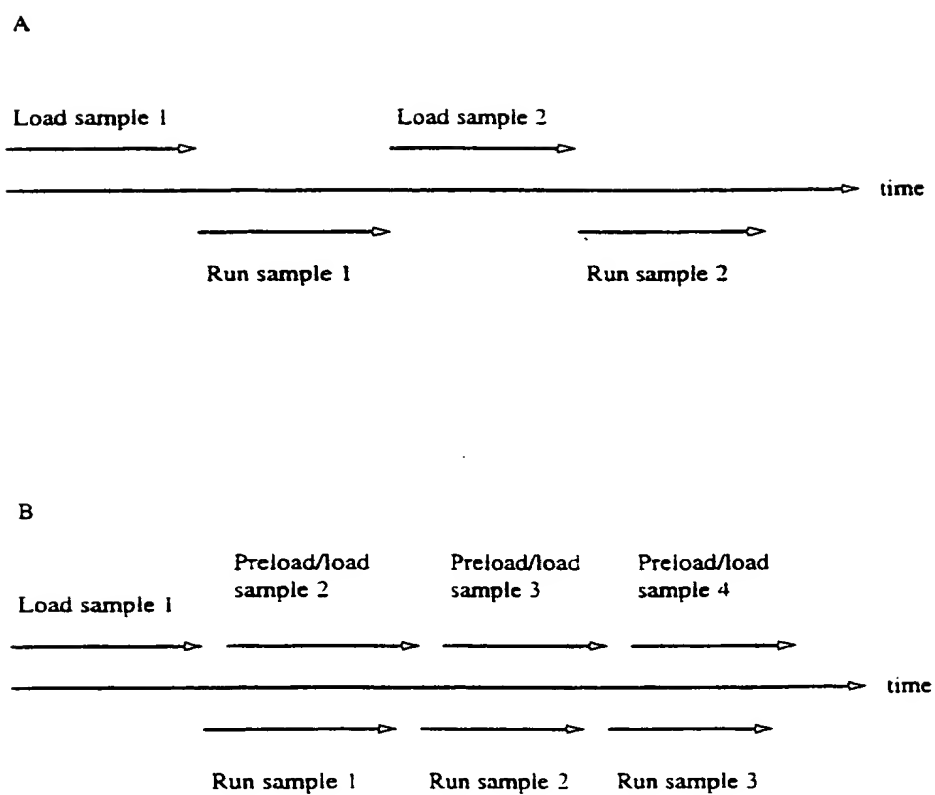 A
Load sample 1
Load sample 2
time
Run sample 1
Run sample 2
B
Preload/load
sample 2
Preload/load
sample 3
Preload/load
sample 4
Load sample 1
time
Run sample 1
Run sample 2
Run sample 3